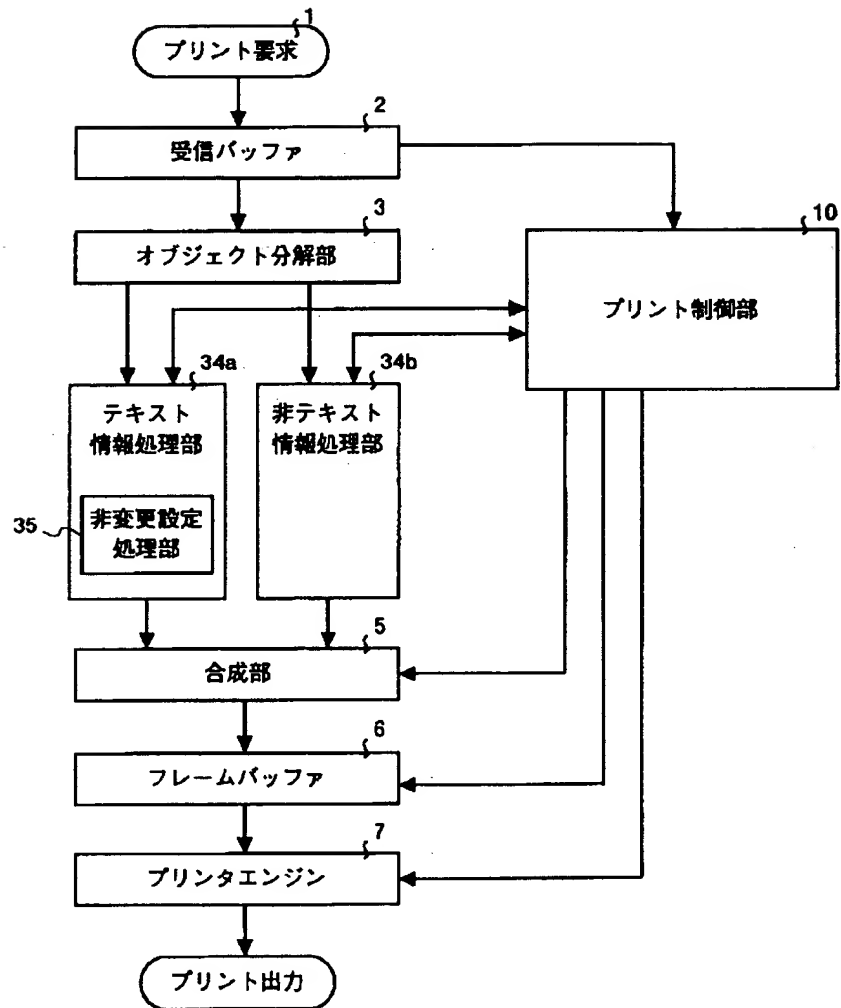 1
プリント要求
2
受信バッファ
3
オブジェクト分解部
10
プリント制御部
34a
テキスト
情報処理部
35
非変更設定
処理部
34b
非テキスト
情報処理部
5
合成部
6
フレームバッファ
7
プリンタエンジン
プリント出力